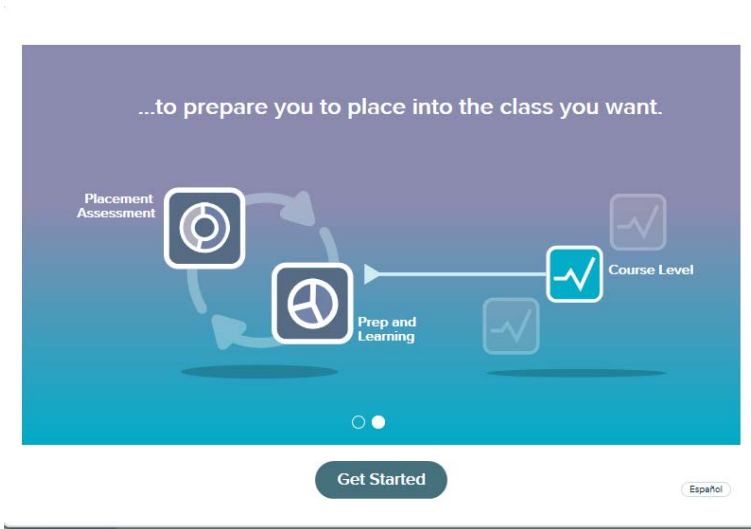 ...to prepare you to place into the class you want.
Placement
Assessment
Course Level
Prep and
Learning
Get Started
Español